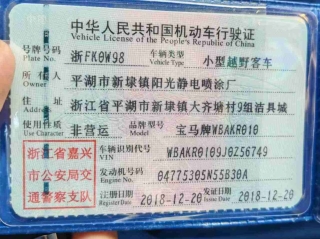 中华人民共和国机动车行驶证
Vehicle License of the People's Republic of China
号牌号码 浙FK0W98 车辆类型 小型越野客车
Plate No. Vehicle Type
所有人 平湖市新埭镇阳光静电喷涂厂
Owner
住址 浙江省平湖市新埭镇大齐塘村9组洁具城
Address
使用性质 非营运 品牌型号 宝马牌WBAKR010
Use Character Model
浙江省嘉兴市公安局交通警察支队
车辆识别代号 WBAKR0109J0Z56749
VIN
发动机号码 04775305N55B30A
Engine No.
注册日期 2018-12-20 发证日期 2018-12-20
Register Date Issue Date